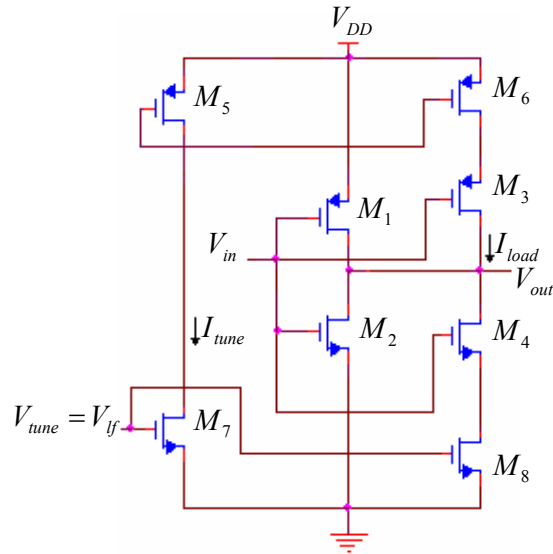 V_DD
M_5
M_6
M_3
M_1
V_in
I_load
V_out
M_2
M_4
I_tune
V_tune = V_lf
M_7
M_8